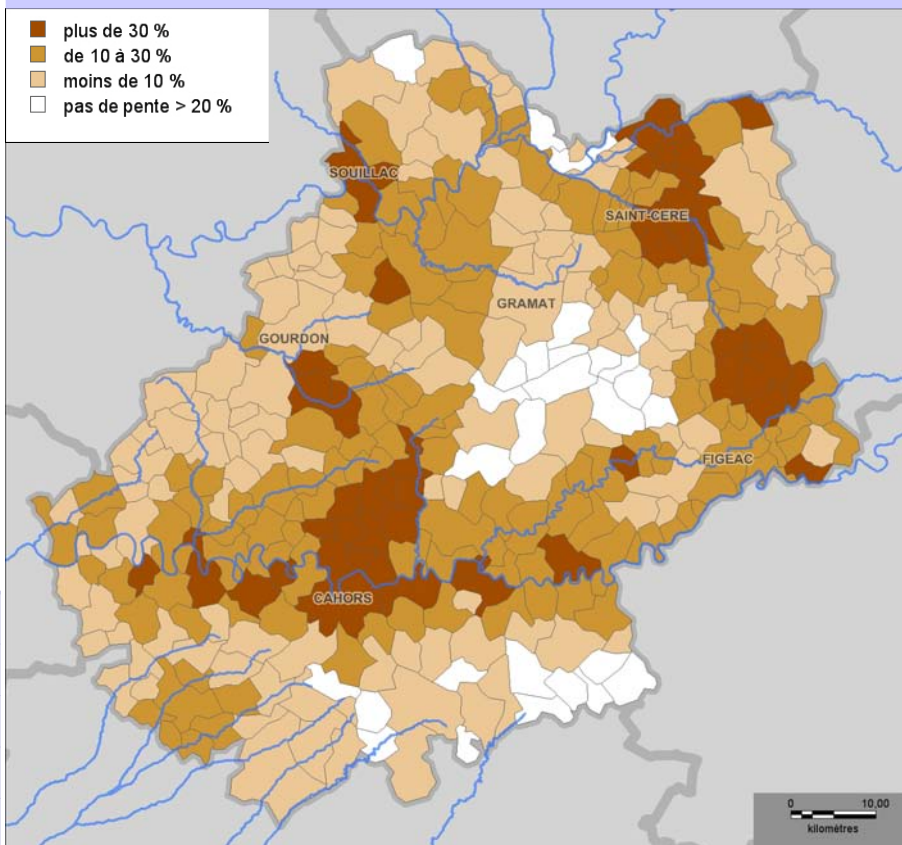 plus de 30 %
de 10 à 30 %
moins de 10 %
pas de pente > 20 %
SOUILLAC
SAINT-CERE
GRAMAT
GOURDON
FIGEAC
CAHORS
0 10,00
kilomètres